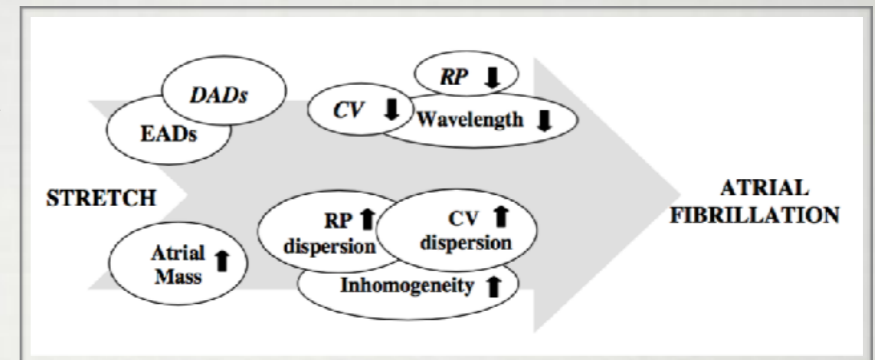 DADs
EADs
RP ⬇
CV ⬇
Wavelength ⬇
STRETCH
ATRIAL
FIBRILLATION
RP ⬆
dispersion
CV ⬆
dispersion
Atrial ⬆
Mass
Inhomogeneity ⬆